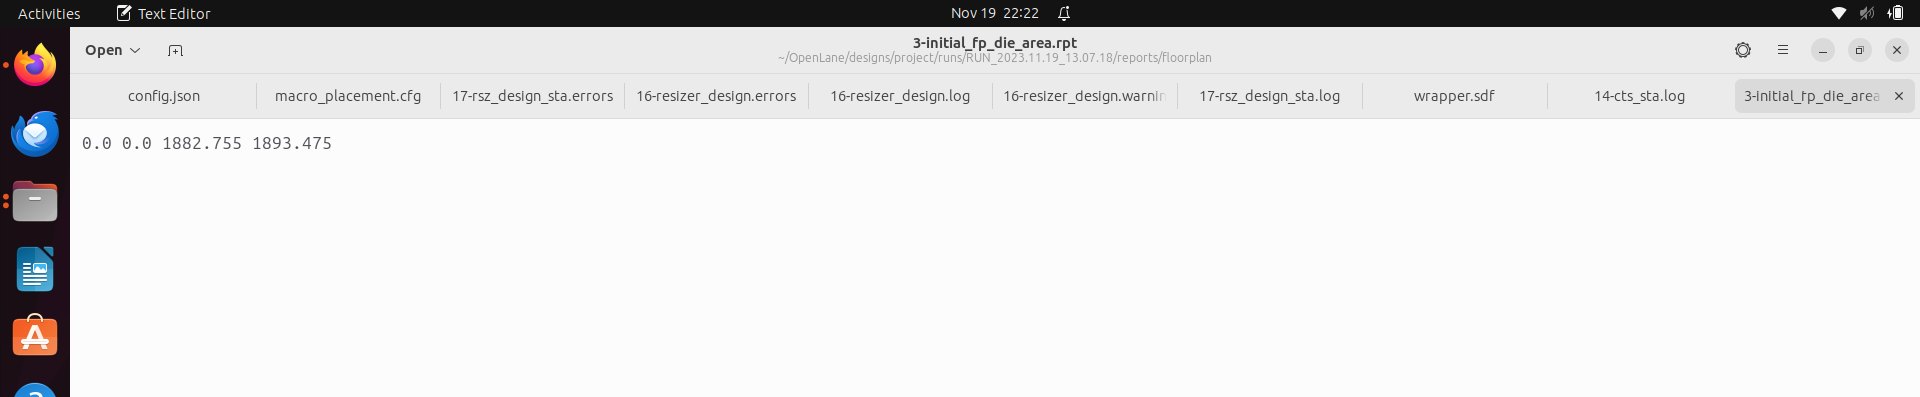 Activities Text Editor Nov 19 22:22
Open 3-initial_fp_die_area.rpt
~/OpenLane/designs/project/runs/RUN_2023.11.19_13.07.18/reports/floorplan
config.json macro_placement.cfg 17-rsz_design_sta.errors 16-resizer_design.errors 16-resizer_design.log 16-resizer_design.warnin 17-rsz_design_sta.log wrapper.sdf 14-cts_sta.log 3-initial_fp_die_area
0.0 0.0 1882.755 1893.475